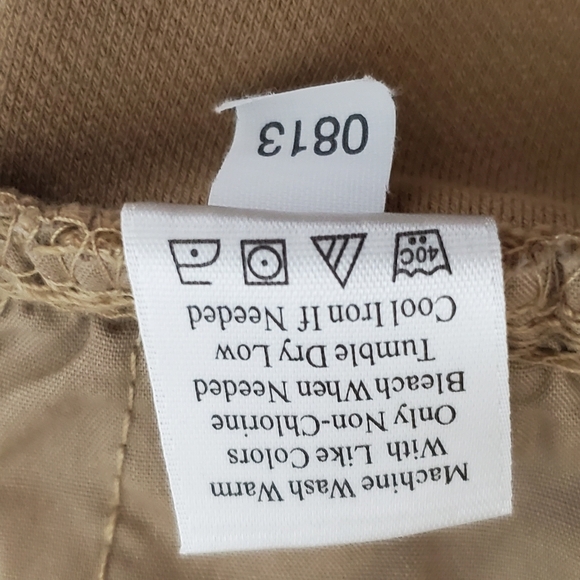 Machine Wash Warm
With Like Colors
Only Non-Chlorine
Bleach When Needed
Tumble Dry Low
Cool Iron If Needed
40C
0813